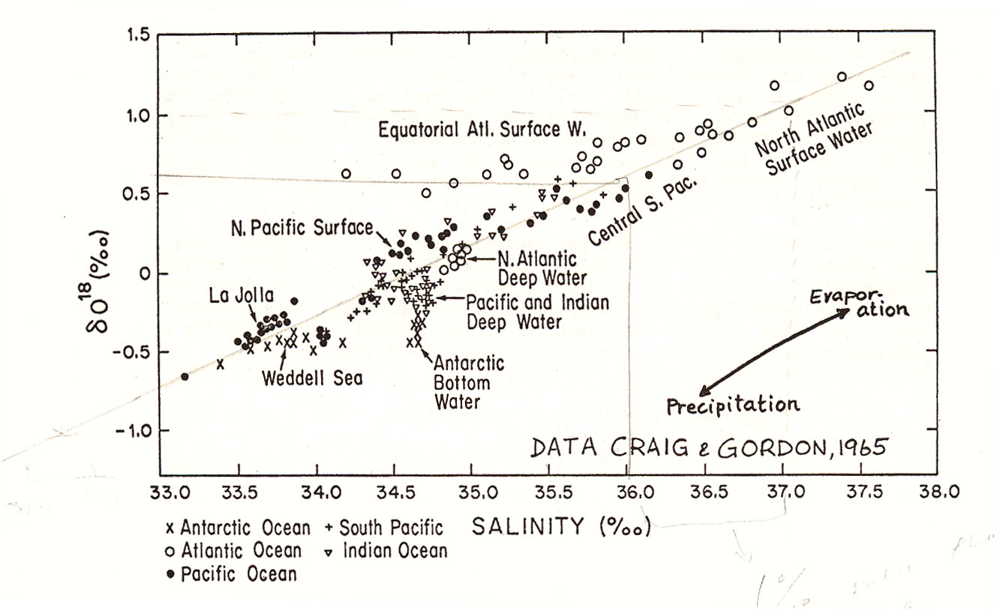 1.5
1.0
0.5
0
-0.5
-1.0
δO18(‰)
Equatorial Atl. Surface W.
North Atlantic
Surface Water
Central S. Pac.
N. Pacific Surface
N. Atlantic
Deep Water
La Jolla
Pacific and Indian
Deep Water
Weddell Sea
Antarctic
Bottom
Water
Evapor-
ation
Precipitation
DATA CRAIG & GORDON, 1965
33.0 33.5 34.0 34.5 35.0 35.5 36.0 36.5 37.0 37.5 38.0
SALINITY (‰)
x Antarctic Ocean + South Pacific
o Atlantic Ocean ▿ Indian Ocean
• Pacific Ocean